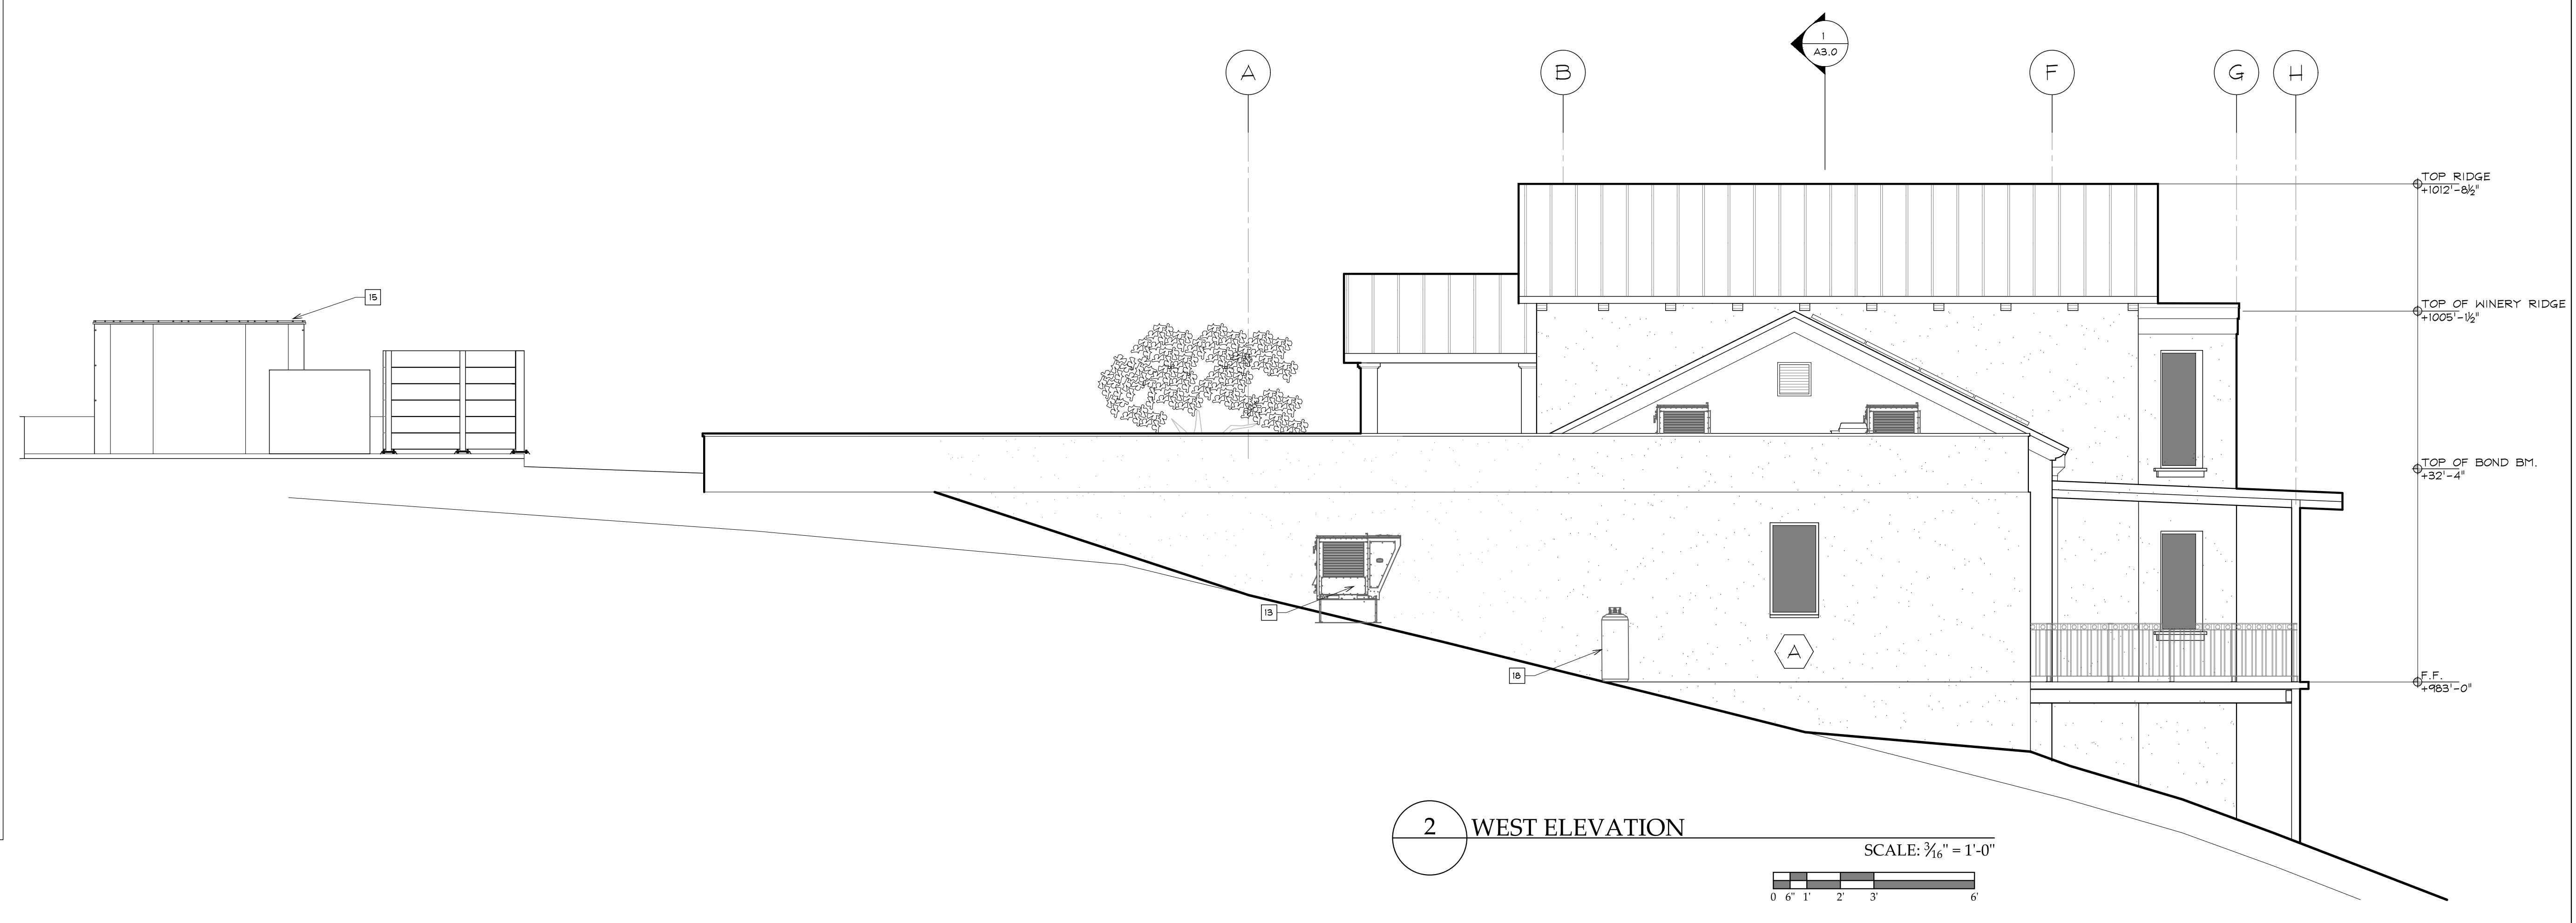 1
A3.0
A
B
F
G
H
TOP RIDGE
+1012'-8½"
15
TOP OF WINERY RIDGE
+1005'-1½"
TOP OF BOND BM.
+32'-4"
13
A
18
F.F.
+983'-0"
2
WEST ELEVATION
SCALE: 3⁄16" = 1'-0"
0 6" 1' 2' 3' 6'